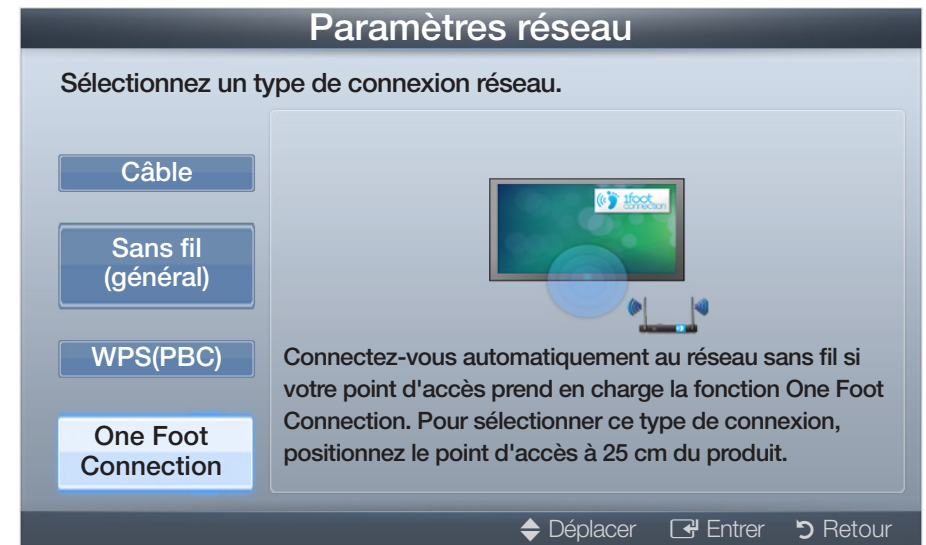 Paramètres réseau
Sélectionnez un type de connexion réseau.
Câble
Sans fil
(général)
WPS(PBC)
One Foot
Connection
1foot
connection
Connectez-vous automatiquement au réseau sans fil si
votre point d'accès prend en charge la fonction One Foot
Connection. Pour sélectionner ce type de connexion,
positionnez le point d'accès à 25 cm du produit.
Déplacer Entrer Retour